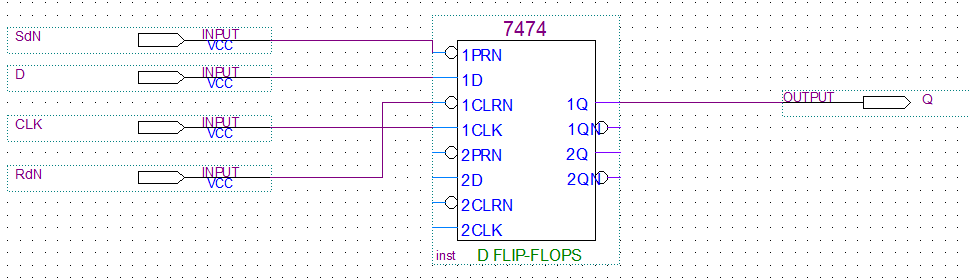 7474
SdN INPUT
VCC
1PRN
D INPUT
VCC
1D
1CLRN 1Q OUTPUT Q
CLK INPUT
VCC
1CLK 1QN
2PRN 2Q
RdN INPUT
VCC
2D 2QN
2CLRN
2CLK
inst D FLIP-FLOPS